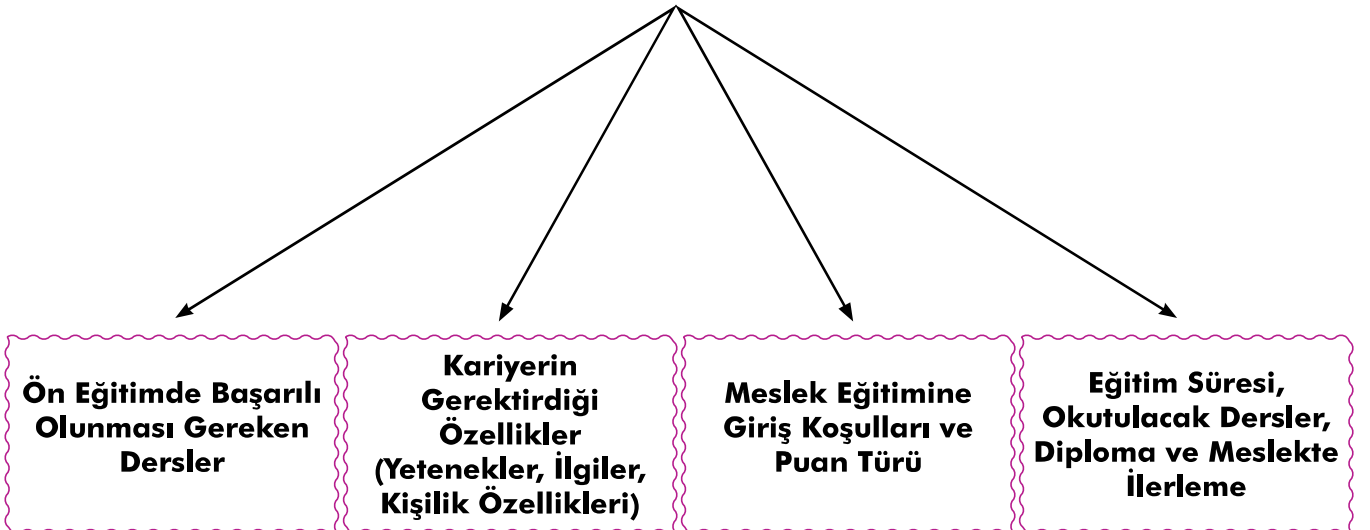 Ön Eğitimde Başarılı
Olunması Gereken
Dersler
Kariyerin
Gerektirdiği
Özellikler
(Yetenekler, İlgiler,
Kişilik Özellikleri)
Meslek Eğitimine
Giriş Koşulları ve
Puan Türü
Eğitim Süresi,
Okutulacak Dersler,
Diploma ve Meslekte
İlerleme